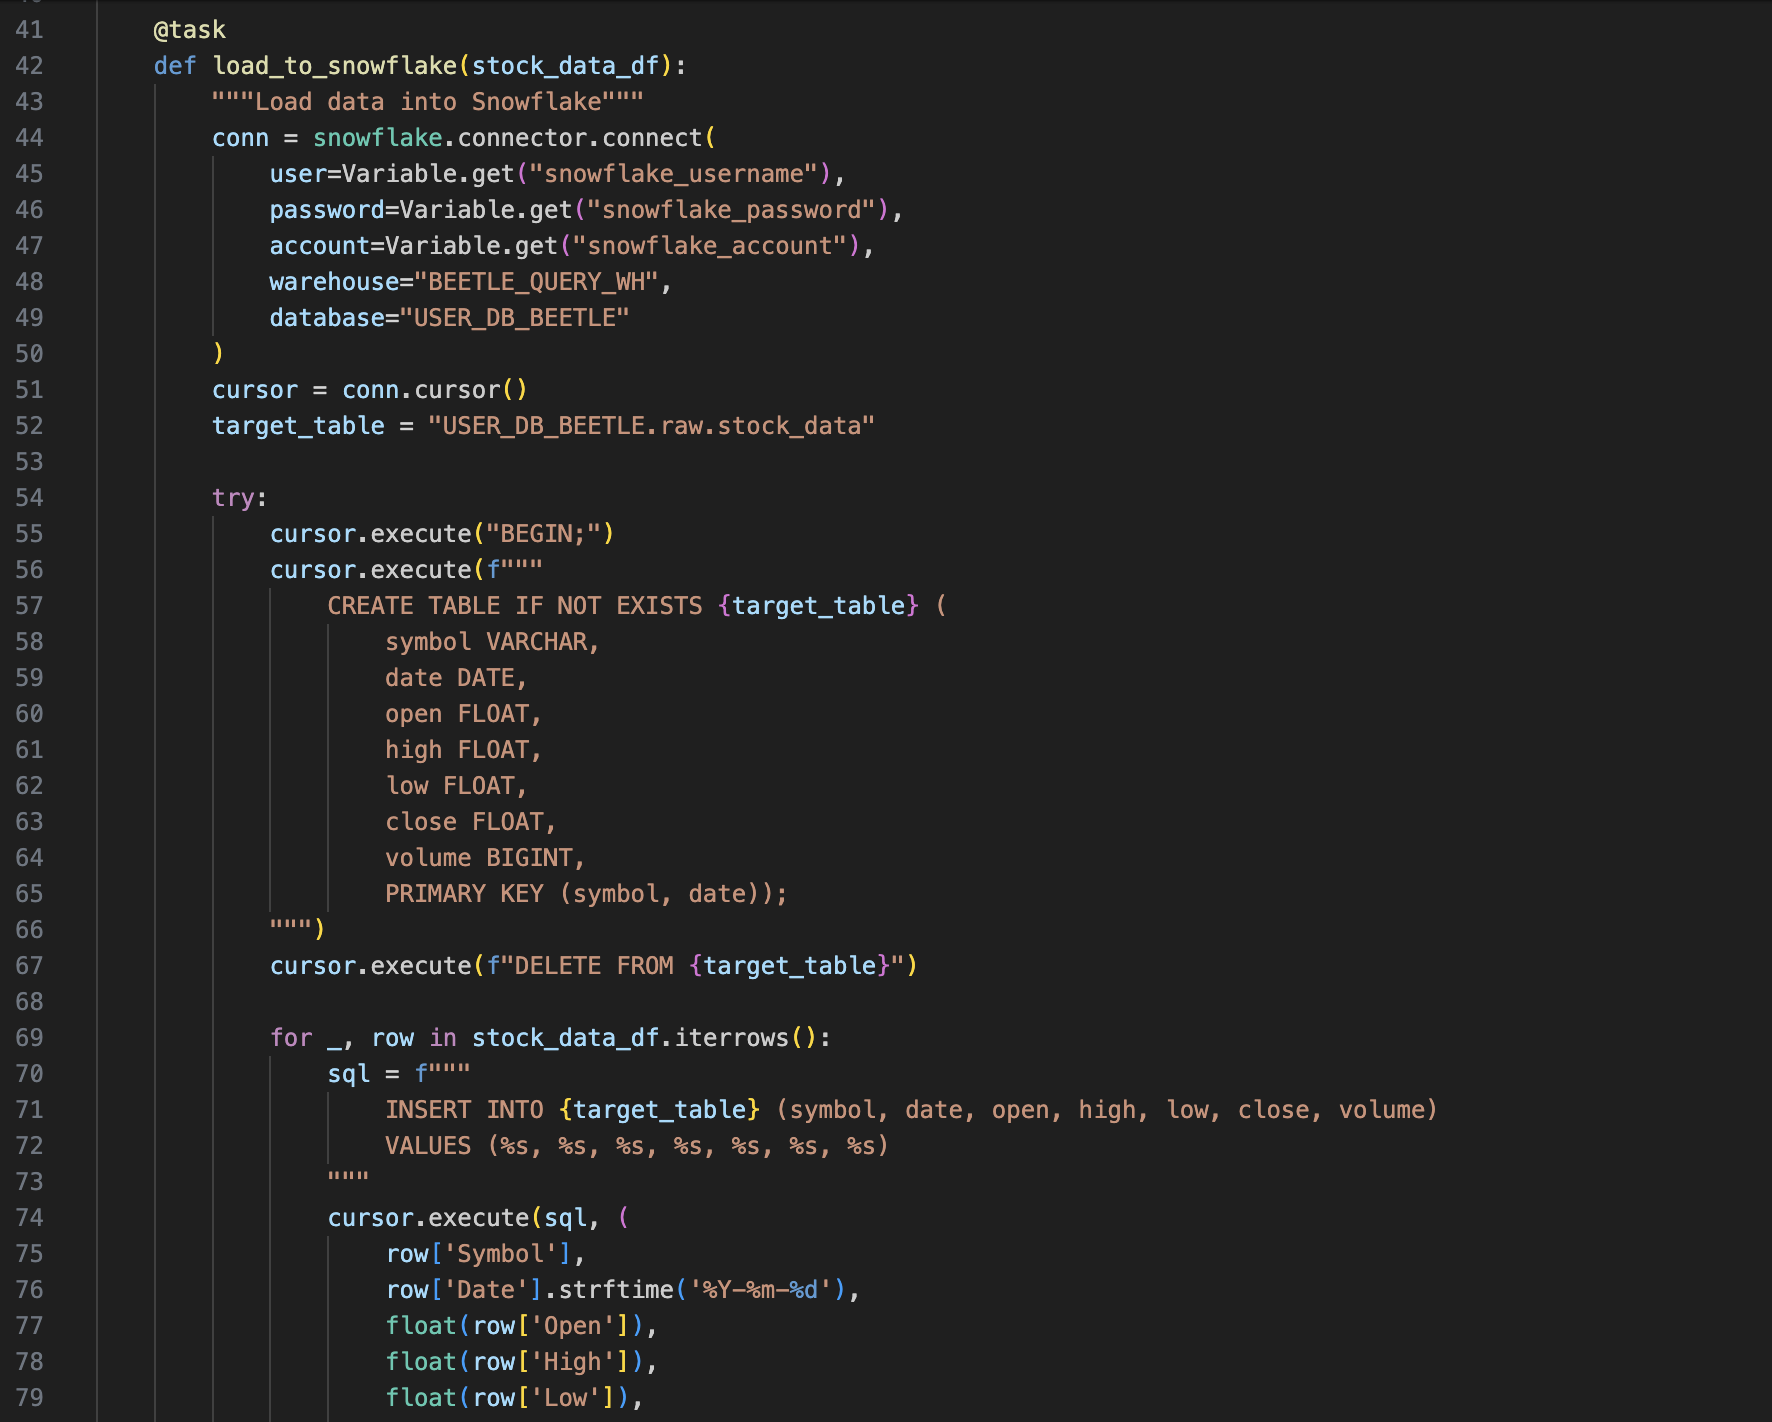 41 @task
42 def load_to_snowflake(stock_data_df):
43 """Load data into Snowflake"""
44 conn = snowflake.connector.connect(
45 user=Variable.get("snowflake_username"),
46 password=Variable.get("snowflake_password"),
47 account=Variable.get("snowflake_account"),
48 warehouse="BEETLE_QUERY_WH",
49 database="USER_DB_BEETLE"
50 )
51 cursor = conn.cursor()
52 target_table = "USER_DB_BEETLE.raw.stock_data"
53
54 try:
55 cursor.execute("BEGIN;")
56 cursor.execute(f"""
57 CREATE TABLE IF NOT EXISTS {target_table} (
58 symbol VARCHAR,
59 date DATE,
60 open FLOAT,
61 high FLOAT,
62 low FLOAT,
63 close FLOAT,
64 volume BIGINT,
65 PRIMARY KEY (symbol, date));
66 """)
67 cursor.execute(f"DELETE FROM {target_table}")
68
69 for _, row in stock_data_df.iterrows():
70 sql = f"""
71 INSERT INTO {target_table} (symbol, date, open, high, low, close, volume)
72 VALUES (%s, %s, %s, %s, %s, %s, %s)
73 """
74 cursor.execute(sql, (
75 row['Symbol'],
76 row['Date'].strftime('%Y-%m-%d'),
77 float(row['Open']),
78 float(row['High']),
79 float(row['Low']),